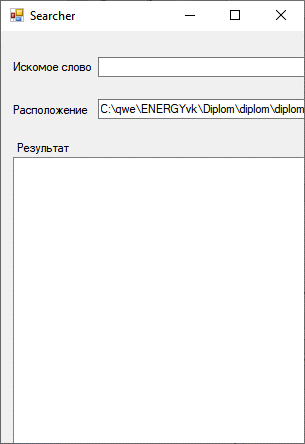 Searcher
Искомое слово
Расположение C:\qwe\ENERGYvk\Diplom\diplom\diplom
Результат